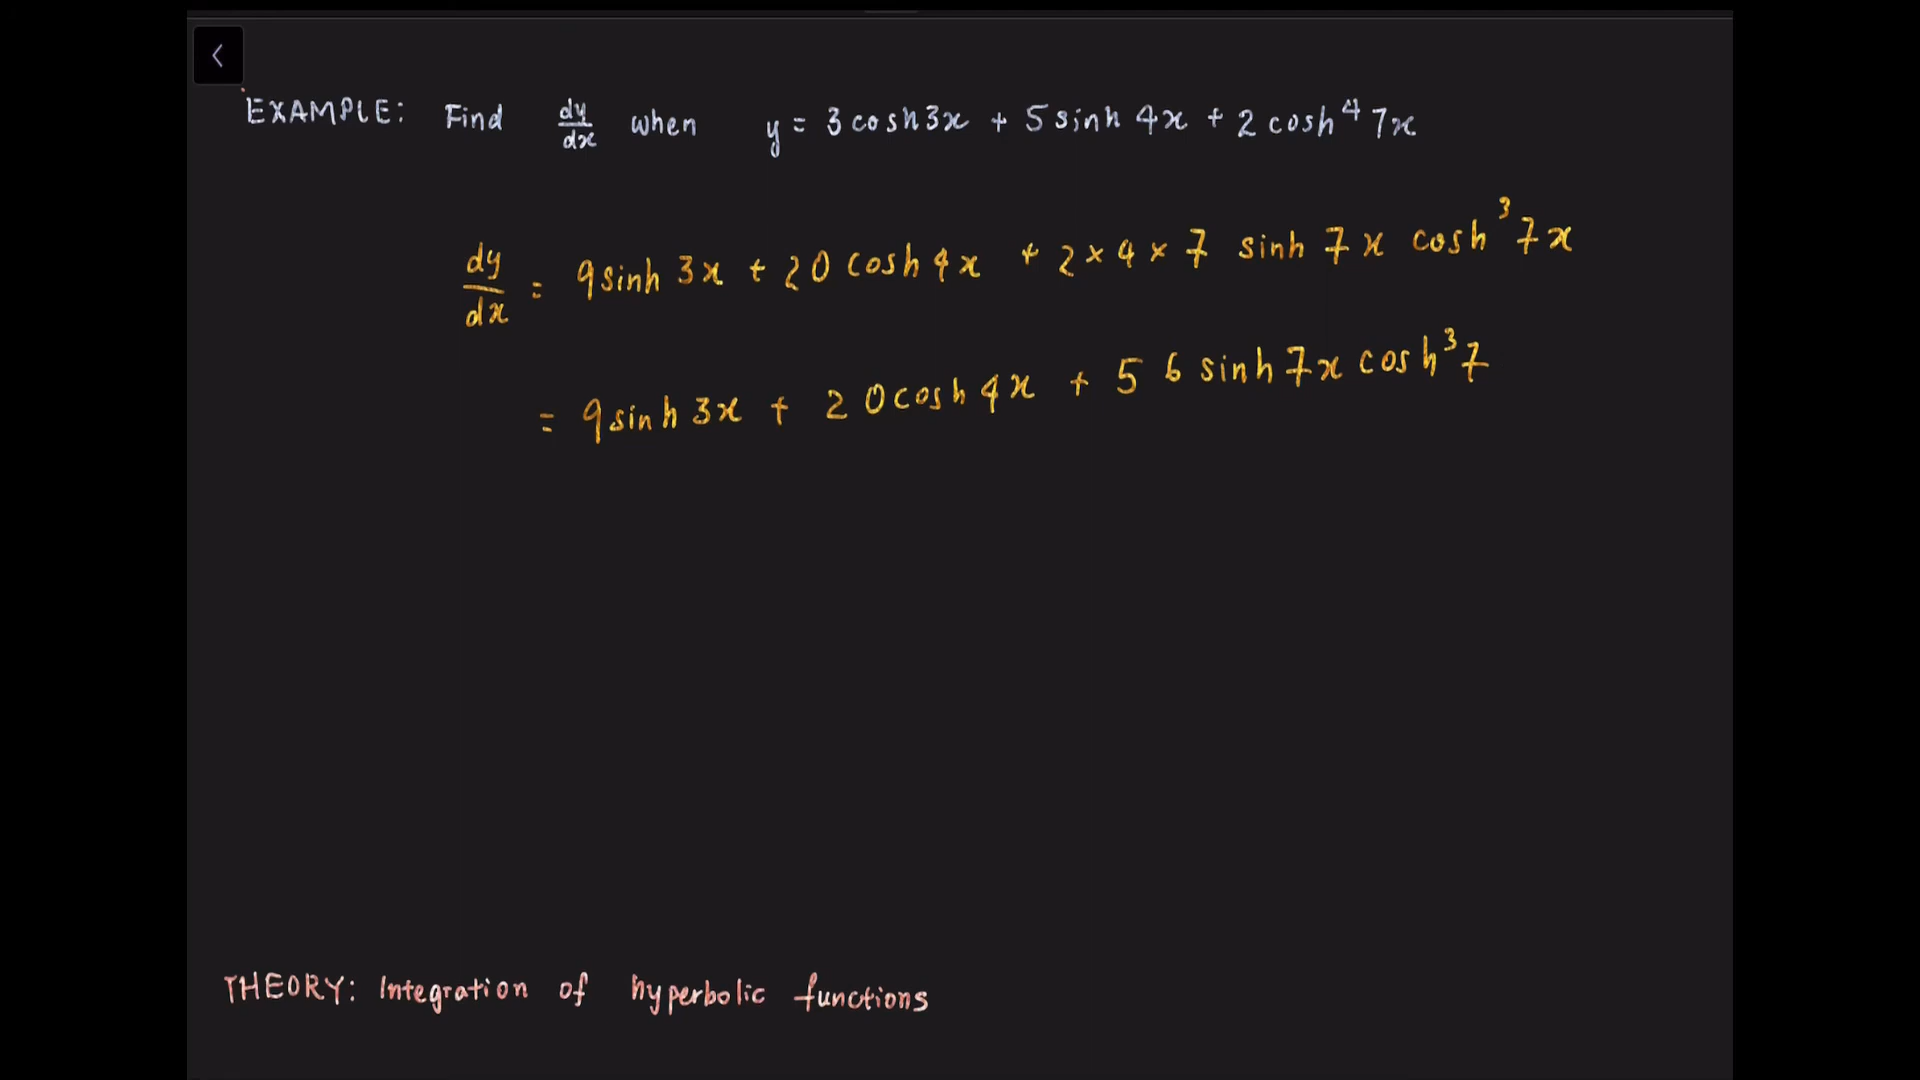 EXAMPLE: Find dy/dx when y = 3 cosh 3x + 5 sinh 4x + 2 cosh⁴ 7x
dy/dx = 9 sinh 3x + 20 cosh 4x + 2 × 4 × 7 sinh 7x cosh³ 7x
= 9 sinh 3x + 20 cosh 4x + 56 sinh 7x cosh³ 7
THEORY: Integration of hyperbolic functions